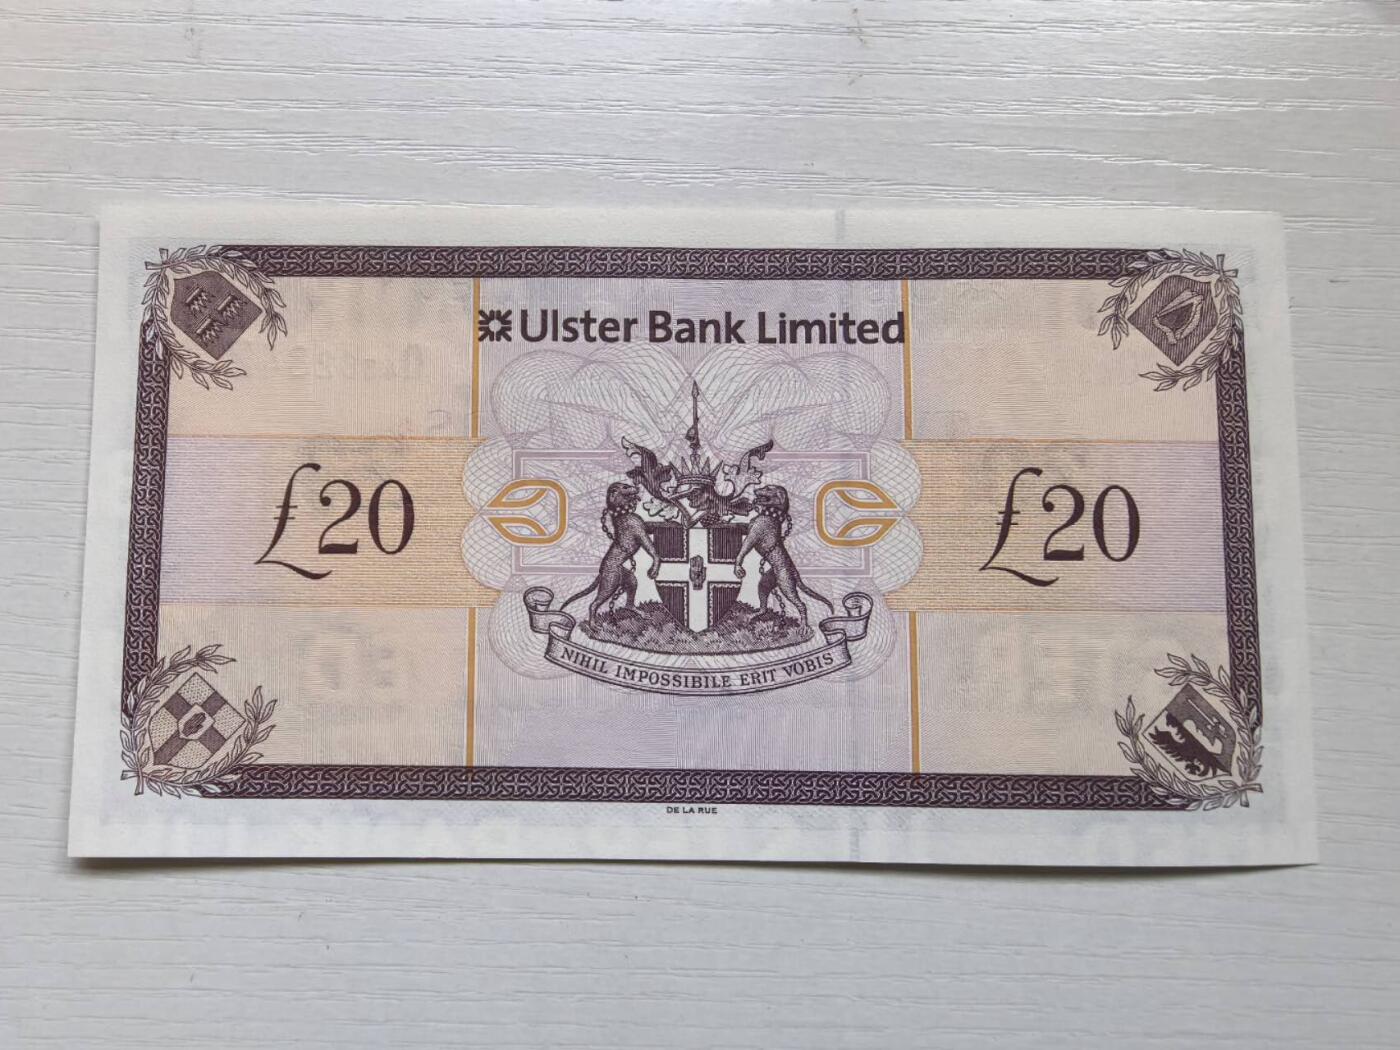 Ulster Bank Limited
£20
£20
NIHIL IMPOSSIBILE ERIT VOBIS
DE LA RUE